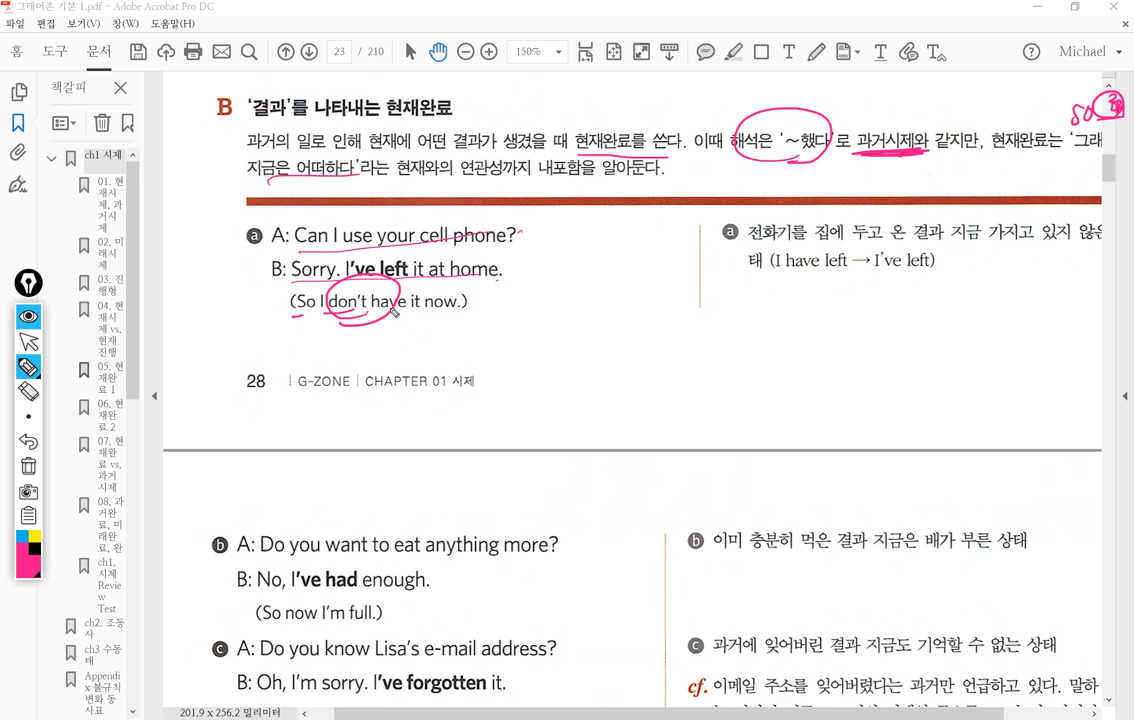 그래머존 기본 1.pdf - Adobe Acrobat Pro DC
파일 편집 보기(V) 창(W) 도움말(H)
홈 도구 문서 23 / 210 150% Michael
책갈피
ch1 시제
01. 현재시제, 과거시제
02. 미래시제
03. 진행형
04. 현재시제 vs. 현재진행
05. 현재완료 1
06. 현재완료 2
07. 현재완료 vs. 과거시제
08. 과거완료, 미래완료, 완
ch1. 시제 Review Test
ch2. 조동사
ch3 수동태
Appendix 불규칙 변화 동사표
B '결과'를 나타내는 현재완료
so
과거의 일로 인해 현재에 어떤 결과가 생겼을 때 현재완료를 쓴다. 이때 해석은 '~했다'로 과거시제와 같지만, 현재완료는 '그래
지금은 어떠하다'라는 현재와의 연관성까지 내포함을 알아둔다.
a A: Can I use your cell phone?
B: Sorry. I've left it at home.
(So I don't have it now.)
a 전화기를 집에 두고 온 결과 지금 가지고 있지 않은
태 (I have left → I've left)
28 | G-ZONE | CHAPTER 01 시제
b A: Do you want to eat anything more?
B: No, I've had enough.
(So now I'm full.)
b 이미 충분히 먹은 결과 지금은 배가 부른 상태
c A: Do you know Lisa's e-mail address?
B: Oh, I'm sorry. I've forgotten it.
c 과거에 잊어버린 결과 지금도 기억할 수 없는 상태
cf. 이메일 주소를 잊어버렸다는 과거만 언급하고 있다. 말하
201.9 x 256.2 밀리미터